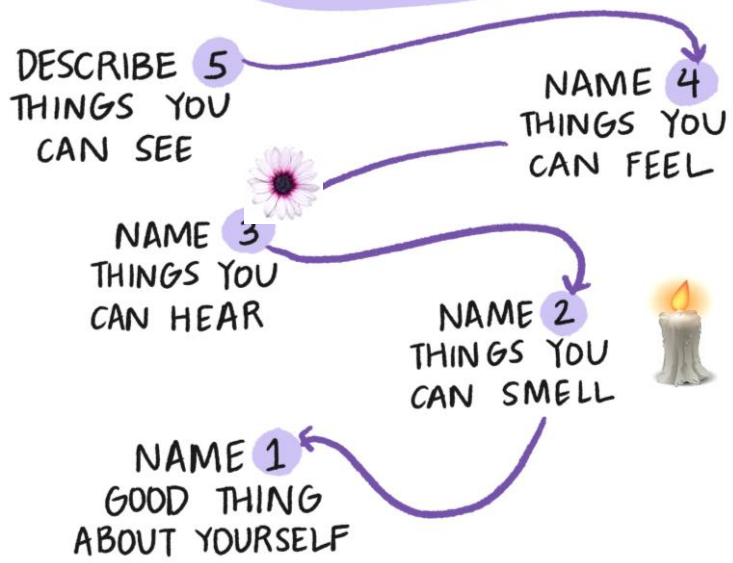 DESCRIBE 5
THINGS YOU
CAN SEE
NAME 4
THINGS YOU
CAN FEEL
NAME 3
THINGS YOU
CAN HEAR
NAME 2
THINGS YOU
CAN SMELL
NAME 1
GOOD THING
ABOUT YOURSELF